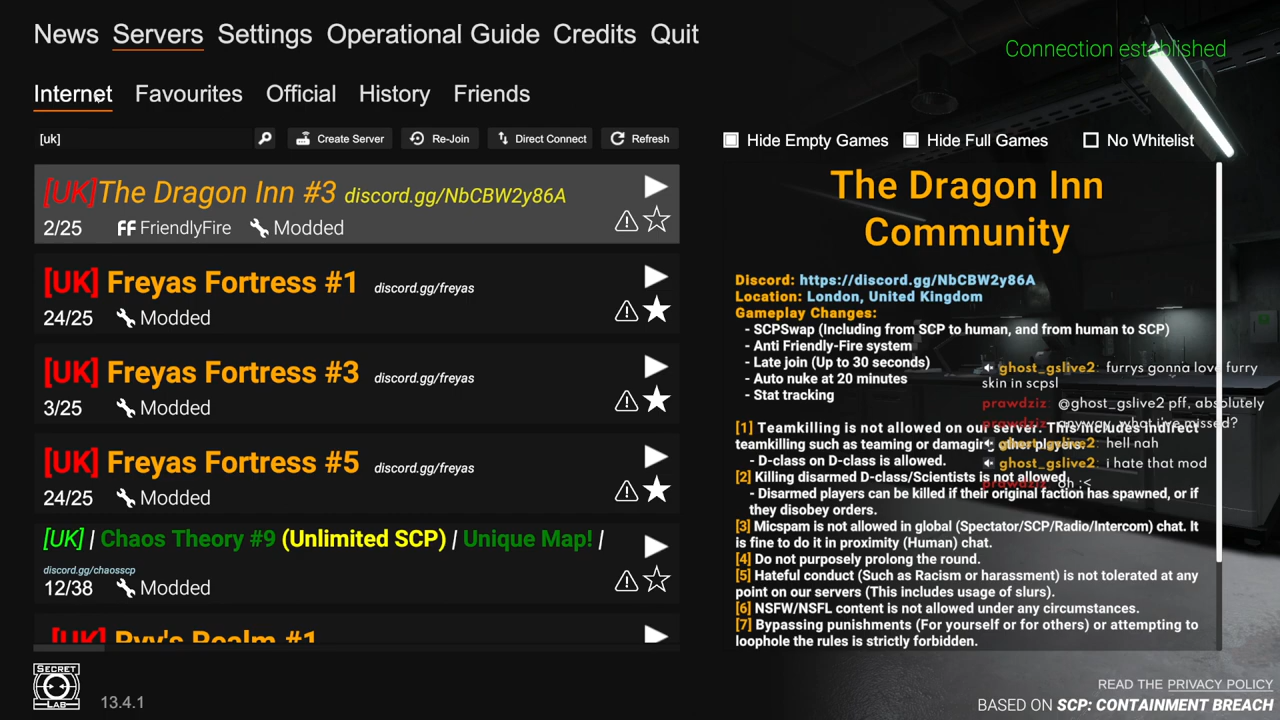 News Servers Settings Operational Guide Credits Quit
Connection established
Internet Favourites Official History Friends
[uk] Create Server Re-Join Direct Connect Refresh
Hide Empty Games Hide Full Games No Whitelist
[UK]The Dragon Inn #3 discord.gg/NbCBW2y86A
2/25 FF FriendlyFire Modded
[UK] Freyas Fortress #1 discord.gg/freyas
24/25 Modded
[UK] Freyas Fortress #3 discord.gg/freyas
3/25 Modded
[UK] Freyas Fortress #5 discord.gg/freyas
24/25 Modded
[UK] | Chaos Theory #9 (Unlimited SCP) | Unique Map! |
discord.gg/chaosscp
12/38 Modded
[UK] Ryy's Realm #1
The Dragon Inn
Community
Discord: https://discord.gg/NbCBW2y86A
Location: London, United Kingdom
Gameplay Changes:
- SCPSwap (Including from SCP to human, and from human to SCP)
- Anti Friendly-Fire system
- Late join (Up to 30 seconds)
- Auto nuke at 20 minutes
- Stat tracking
[1] Teamkilling is not allowed on our server. This includes indirect
teamkilling such as teaming or damaging other players.
- D-class on D-class is allowed.
[2] Killing disarmed D-class/Scientists is not allowed.
- Disarmed players can be killed if their original faction has spawned, or if
they disobey orders.
[3] Micspam is not allowed in global (Spectator/SCP/Radio/Intercom) chat. It
is fine to do it in proximity (Human) chat.
[4] Do not purposely prolong the round.
[5] Hateful conduct (Such as Racism or harassment) is not tolerated at any
point on our servers (This includes usage of slurs).
[6] NSFW/NSFL content is not allowed under any circumstances.
[7] Bypassing punishments (For yourself or for others) or attempting to
loophole the rules is strictly forbidden.
ghost_gslive2: furrys gonna love furry
skin in scpsl
prawdziz: @ghost_gslive2 pff, absolutely
prawdziz: anyway, what i've missed?
ghost_gslive2: hell nah
ghost_gslive2: i hate that mod
prawdziz: oh :<
SECRET
LAB
13.4.1
READ THE PRIVACY POLICY
BASED ON SCP: CONTAINMENT BREACH